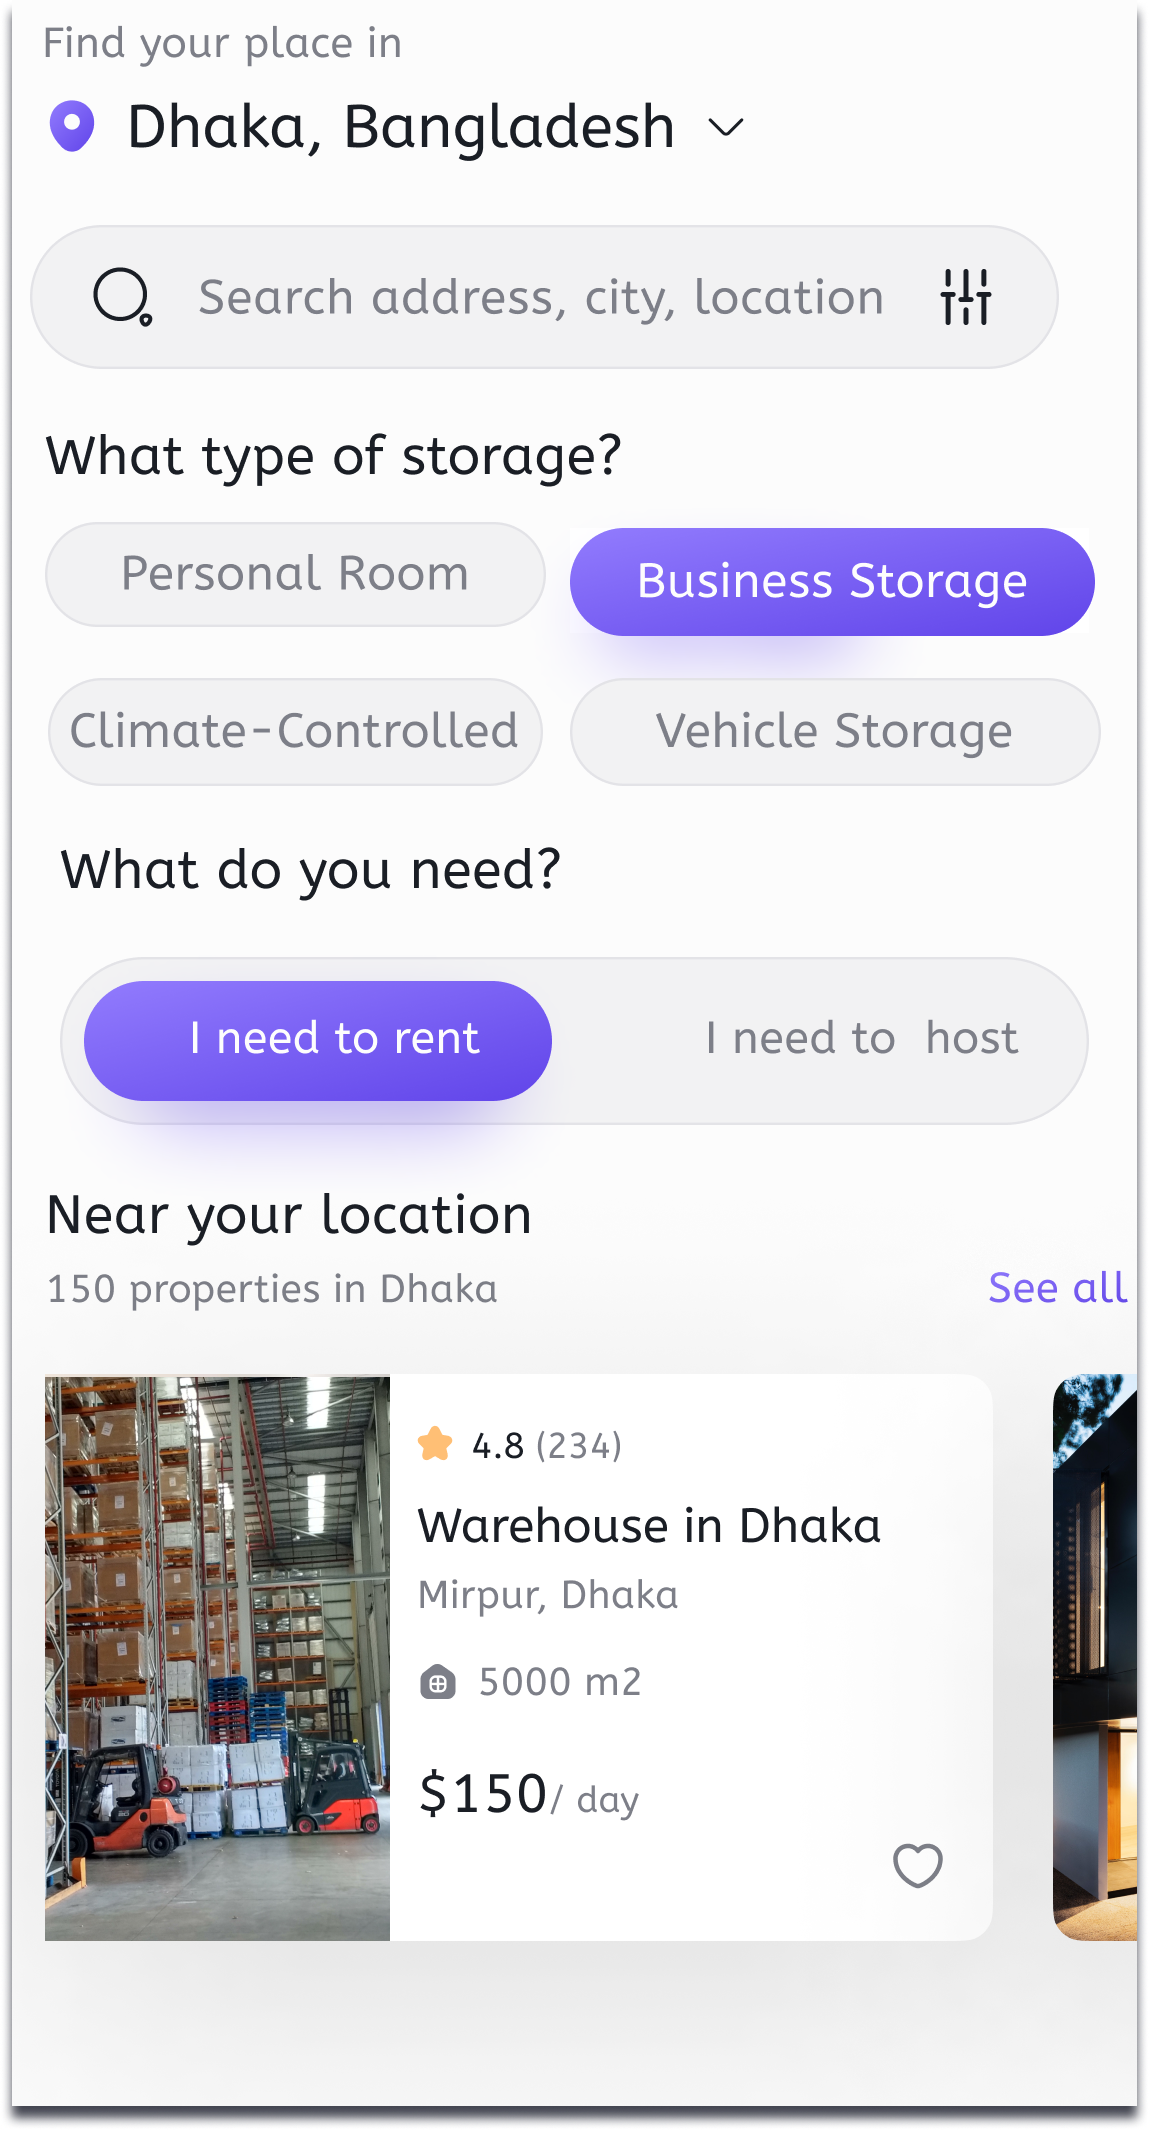 Find your place in
Dhaka, Bangladesh
Search address, city, location
What type of storage?
Personal Room
Business Storage
Climate-Controlled
Vehicle Storage
What do you need?
I need to rent
I need to  host
Near your location
150 properties in Dhaka
See all
4.8 (234)
Warehouse in Dhaka
Mirpur, Dhaka
5000 m2
$150/ day